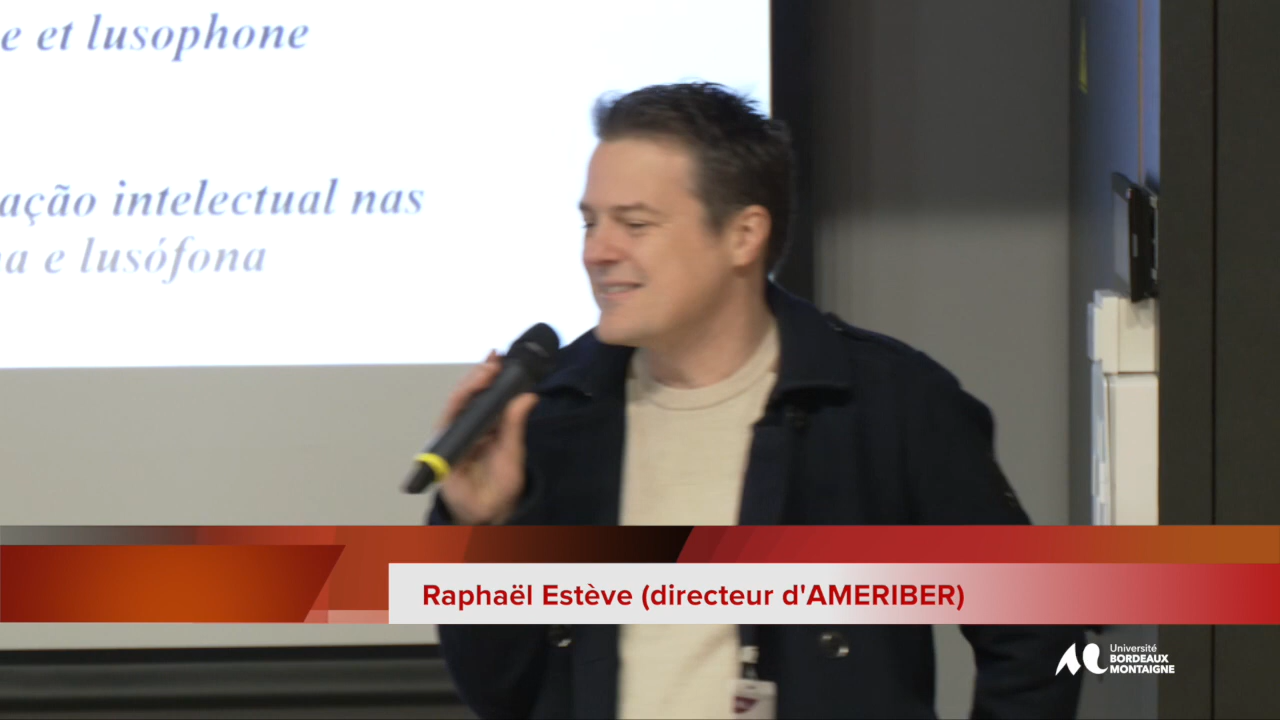 e et lusophone
ação intelectual nas
a e lusófona
Raphaël Estève (directeur d'AMERIBER)
Université
BORDEAUX
MONTAIGNE